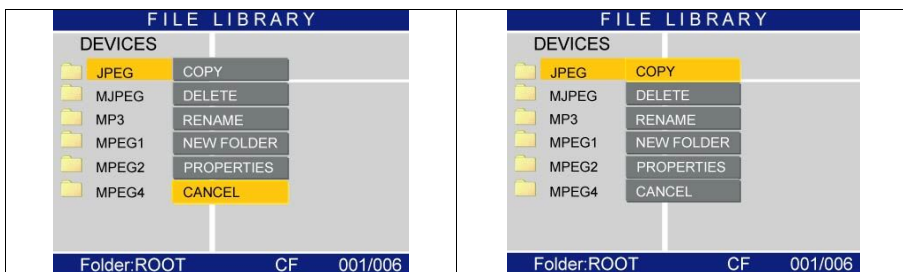 FILE LIBRARY
DEVICES
JPEG COPY
MJPEG DELETE
MP3 RENAME
MPEG1 NEW FOLDER
MPEG2 PROPERTIES
MPEG4 CANCEL
Folder:ROOT CF 001/006
FILE LIBRARY
DEVICES
JPEG COPY
MJPEG DELETE
MP3 RENAME
MPEG1 NEW FOLDER
MPEG2 PROPERTIES
MPEG4 CANCEL
Folder:ROOT CF 001/006